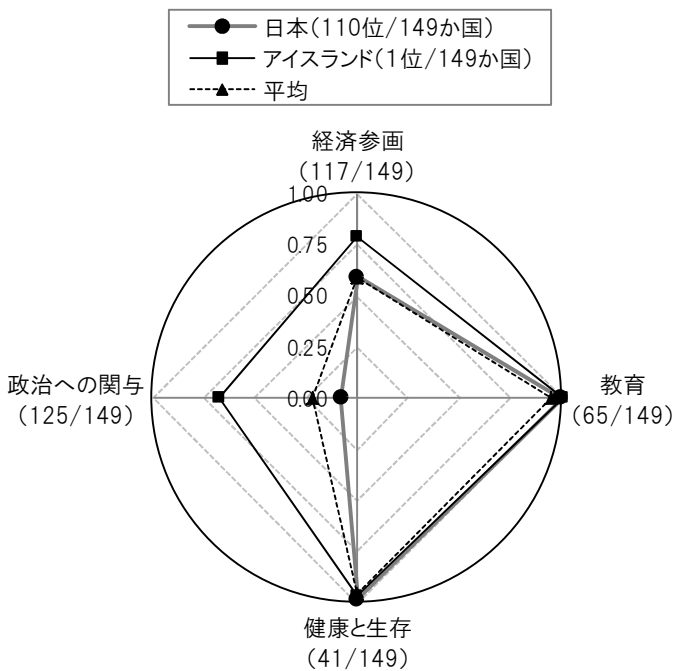 日本(110位/149か国)
アイスランド(1位/149か国)
平均
経済参画
(117/149)
1.00
0.75
0.50
0.25
0.00
政治への関与
(125/149)
教育
(65/149)
健康と生存
(41/149)